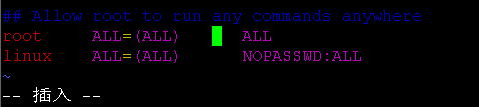 ## Allow root to run any commands anywhere
root ALL=(ALL) ALL
linux ALL=(ALL) NOPASSWD:ALL
~
-- 插入 --